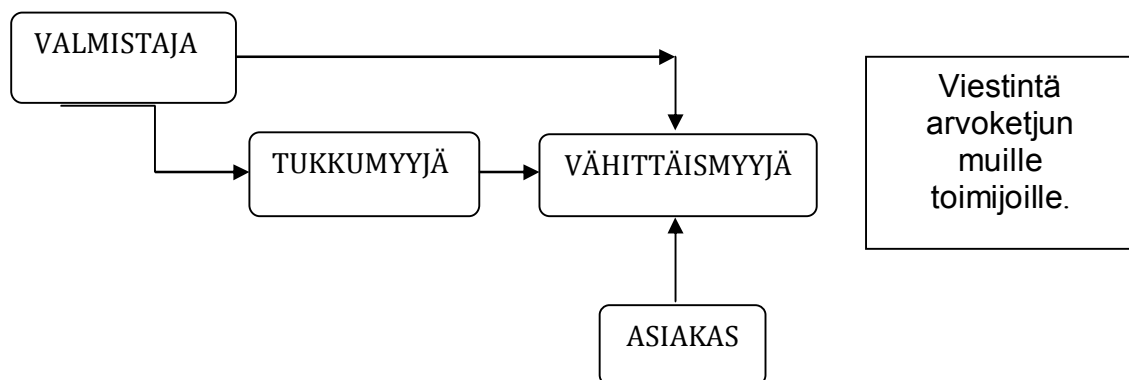 VALMISTAJA
TUKKUMYYJÄ
VÄHITTÄISMYYJÄ
ASIAKAS
Viestintä
arvoketjun
muille
toimijoille.